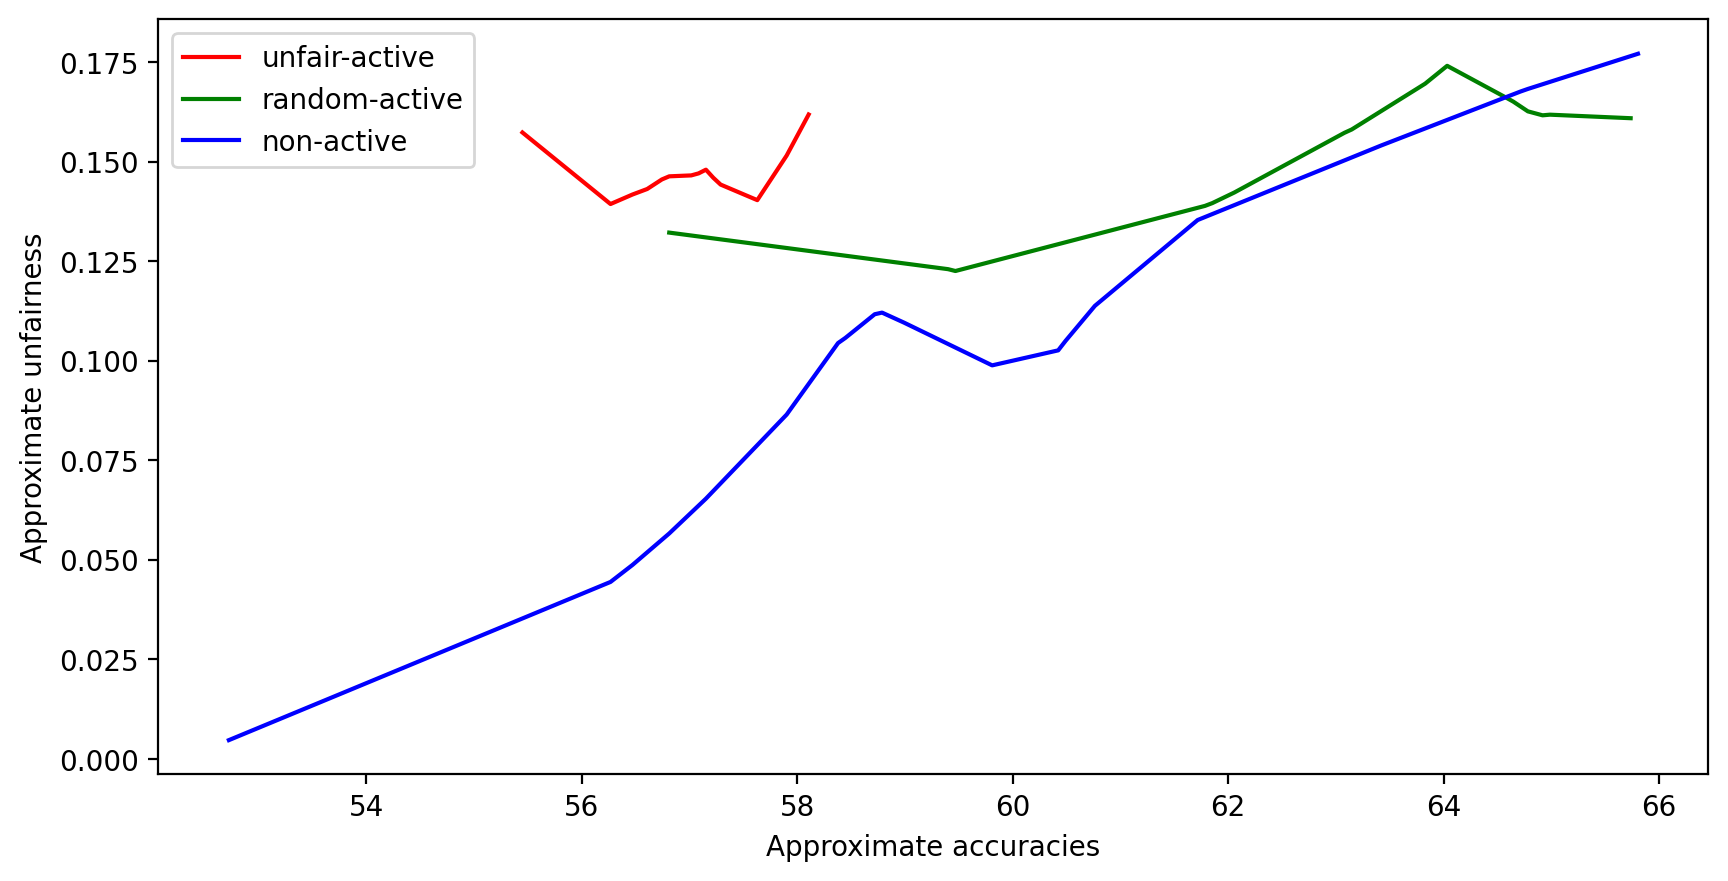 unfair-active
random-active
non-active
0.175
0.150
0.125
0.100
0.075
0.050
0.025
0.000
Approximate unfairness
54 56 58 60 62 64 66
Approximate accuracies